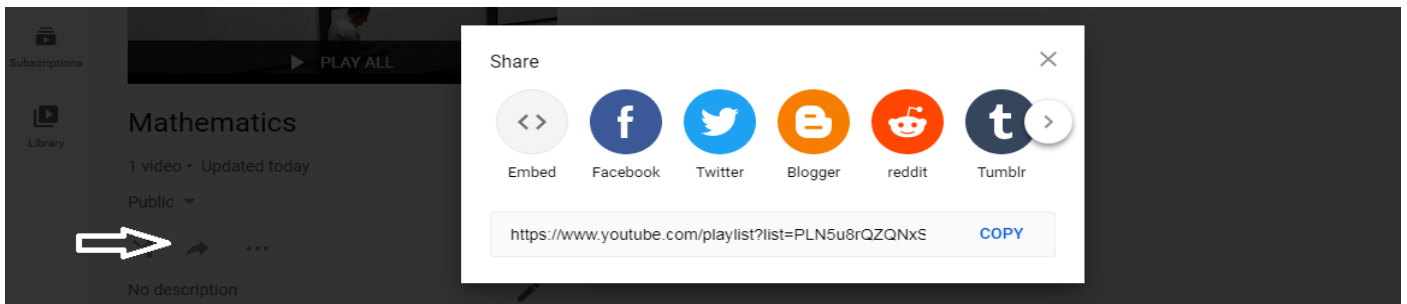 Subscriptions
Library
PLAY ALL
Mathematics
1 video • Updated today
Public
No description
Share
Embed Facebook Twitter Blogger reddit Tumblr
https://www.youtube.com/playlist?list=PLN5u8rQZQNxS COPY